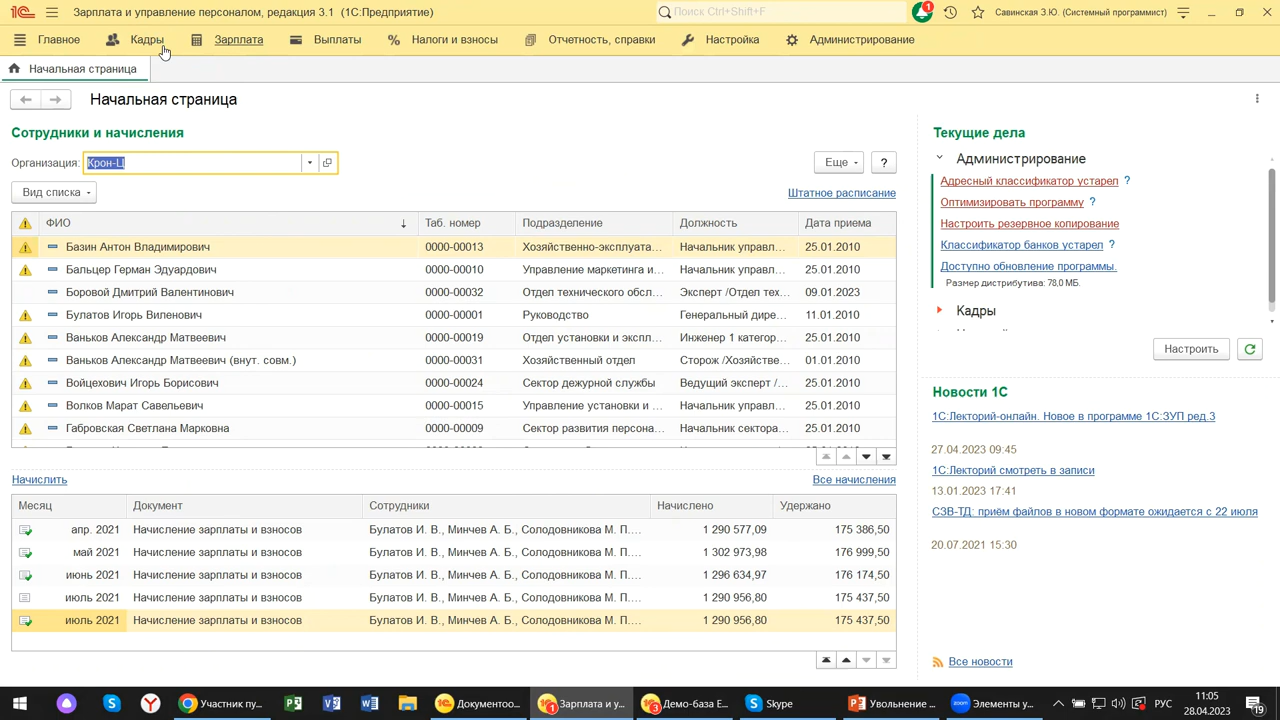 Зарплата и управление персоналом, редакция 3.1 (1С:Предприятие)
Поиск Ctrl+Shift+F
Савинская З.Ю. (Системный программист)
Главное
Кадры
Зарплата
Выплаты
Налоги и взносы
Отчетность, справки
Настройка
Администрирование
Начальная страница
Начальная страница
Сотрудники и начисления
Организация: Крон-Ц
Еще
?
Вид списка
Штатное расписание
ФИО Таб. номер Подразделение Должность Дата приема
Базин Антон Владимирович 0000-00013 Хозяйственно-эксплуата... Начальник управл... 25.01.2010
Бальцер Герман Эдуардович 0000-00010 Управление маркетинга и... Начальник управл... 25.01.2010
Боровой Дмитрий Валентинович 0000-00032 Отдел технического обсл... Эксперт /Отдел тех... 09.01.2023
Булатов Игорь Виленович 0000-00001 Руководство Генеральный дире... 11.01.2010
Ваньков Александр Матвеевич 0000-00019 Отдел установки и экспл... Инженер 1 категор... 25.01.2010
Ваньков Александр Матвеевич (внут. совм.) 0000-00031 Хозяйственный отдел Сторож /Хозяйстве... 01.01.2010
Войцехович Игорь Борисович 0000-00024 Сектор дежурной службы Ведущий эксперт /... 25.01.2010
Волков Марат Савельевич 0000-00015 Управление установки и ... Начальник управл... 25.01.2010
Габровская Светлана Марковна 0000-00009 Сектор развития персона... Начальник сектора... 25.01.2010
Начислить
Все начисления
Месяц Документ Сотрудники Начислено Удержано
апр. 2021 Начисление зарплаты и взносов Булатов И. В., Минчев А. Б., Солодовникова М. П.... 1 290 577,09 175 386,50
май 2021 Начисление зарплаты и взносов Булатов И. В., Минчев А. Б., Солодовникова М. П.... 1 302 973,98 176 999,50
июнь 2021 Начисление зарплаты и взносов Булатов И. В., Минчев А. Б., Солодовникова М. П.... 1 296 634,97 176 174,50
июль 2021 Начисление зарплаты и взносов Булатов И. В., Минчев А. Б., Солодовникова М. П.... 1 290 956,80 175 437,50
июль 2021 Начисление зарплаты и взносов Булатов И. В., Минчев А. Б., Солодовникова М. П.... 1 290 956,80 175 437,50
Текущие дела
Администрирование
Адресный классификатор устарел ?
Оптимизировать программу ?
Настроить резервное копирование
Классификатор банков устарел ?
Доступно обновление программы.
Размер дистрибутива: 78,0 МБ.
Кадры
Настроить
Новости 1С
1С:Лекторий-онлайн. Новое в программе 1С:ЗУП ред.3
27.04.2023 09:45
1С:Лекторий смотреть в записи
13.01.2023 17:41
СЗВ-ТД: приём файлов в новом формате ожидается с 22 июля
20.07.2021 15:30
Все новости
Участник пу...
Документоо...
Зарплата и у...
Демо-база Е...
Skype
Увольнение ...
Элементы у...
РУС
11:05
28.04.2023
19